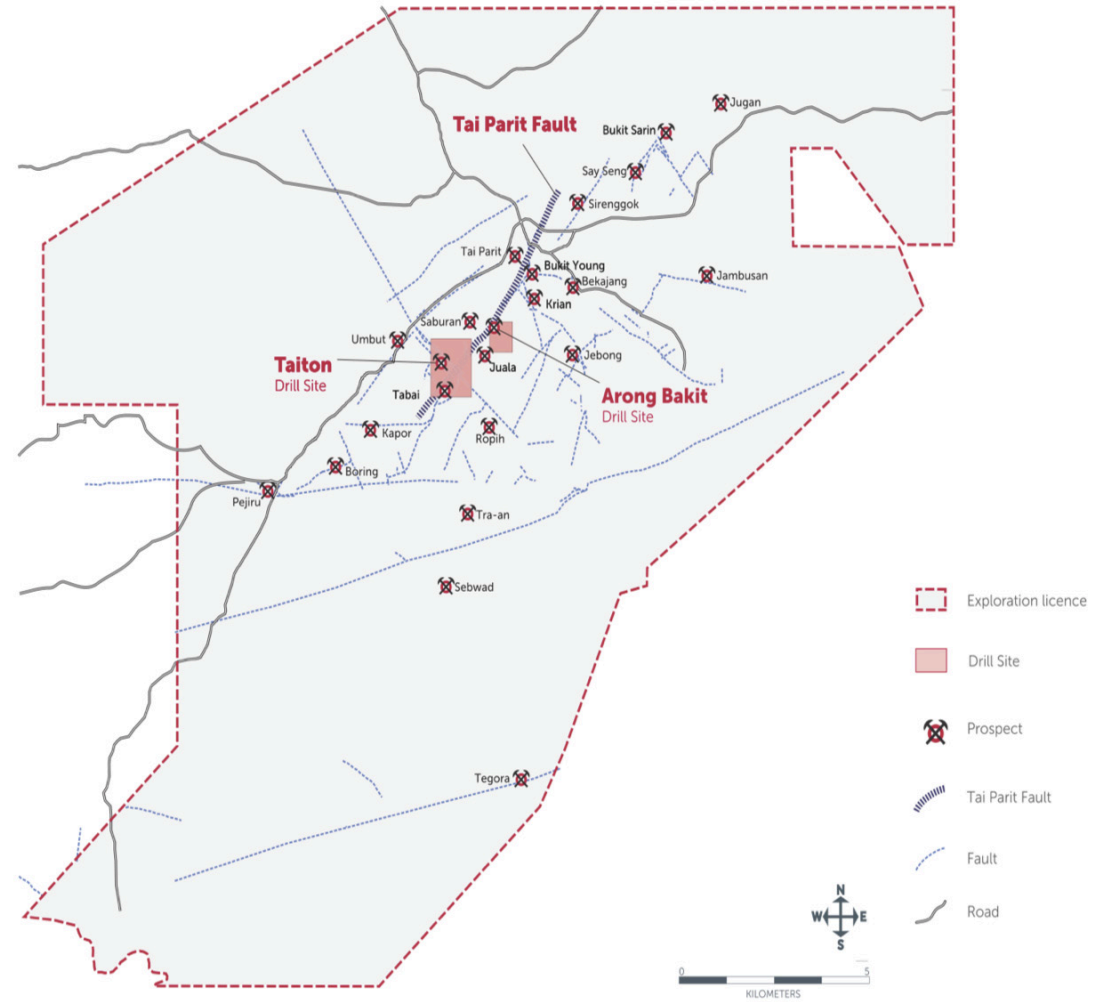 Jugan
Tai Parit Fault
Bukit Sarin
Say Seng
Sirenggok
Tai Parit
Bukit Young
Bekajang
Jambusan
Krian
Saburan
Umbut
Jebong
Taiton
Drill Site
Juala
Tabai
Arong Bakit
Drill Site
Kapor
Ropih
Boring
Pejiru
Tra-an
Sebwad
Tegora
Exploration licence
Drill Site
Prospect
Tai Parit Fault
Fault
Road
N
W
E
S
0
5
KILOMETERS